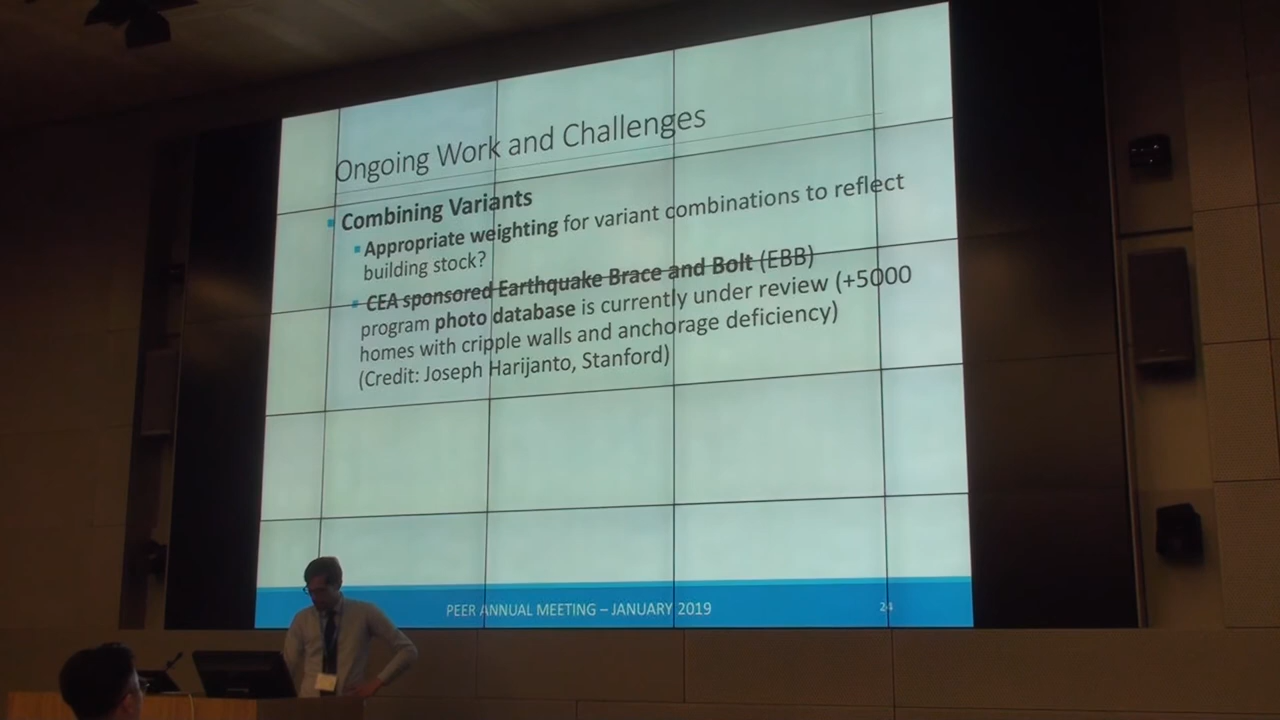 Ongoing Work and Challenges
Combining Variants
Appropriate weighting for variant combinations to reflect
building stock?
CEA sponsored Earthquake Brace and Bolt (EBB)
program photo database is currently under review (+5000
homes with cripple walls and anchorage deficiency)
(Credit: Joseph Harijanto, Stanford)
PEER ANNUAL MEETING – JANUARY 2019
24